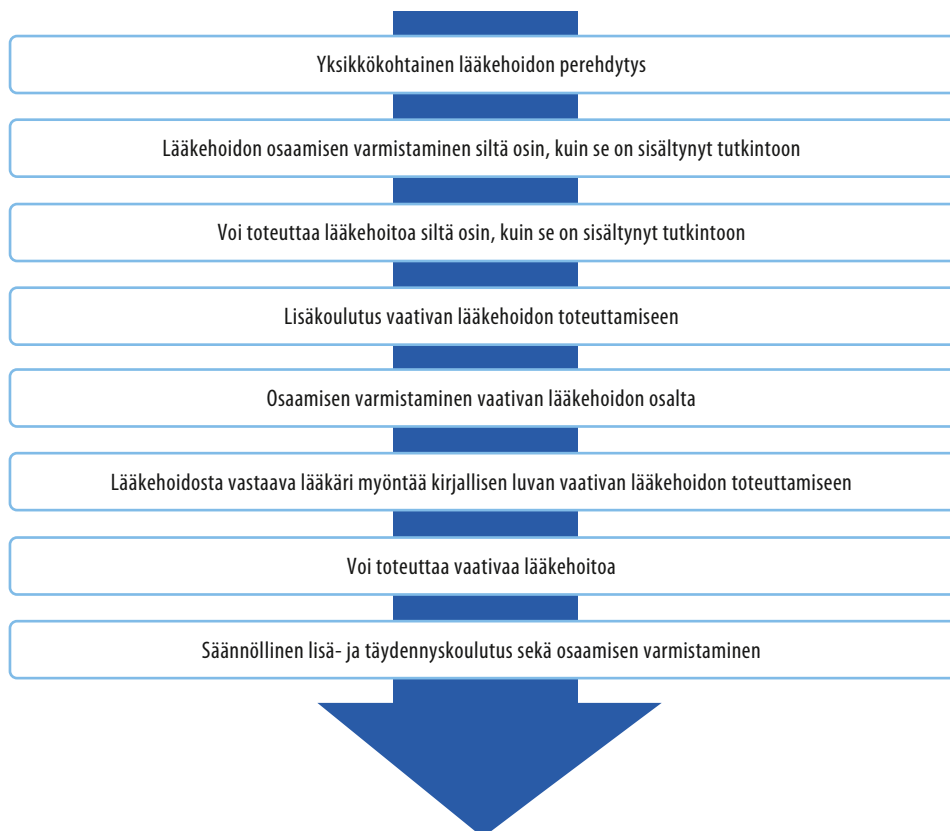 Yksikkökohtainen lääkehoidon perehdytys
Lääkehoidon osaamisen varmistaminen siltä osin, kuin se on sisältynyt tutkintoon
Voi toteuttaa lääkehoitoa siltä osin, kuin se on sisältynyt tutkintoon
Lisäkoulutus vaativan lääkehoidon toteuttamiseen
Osaamisen varmistaminen vaativan lääkehoidon osalta
Lääkehoidosta vastaava lääkäri myöntää kirjallisen luvan vaativan lääkehoidon toteuttamiseen
Voi toteuttaa vaativaa lääkehoitoa
Säännöllinen lisä- ja täydennyskoulutus sekä osaamisen varmistaminen